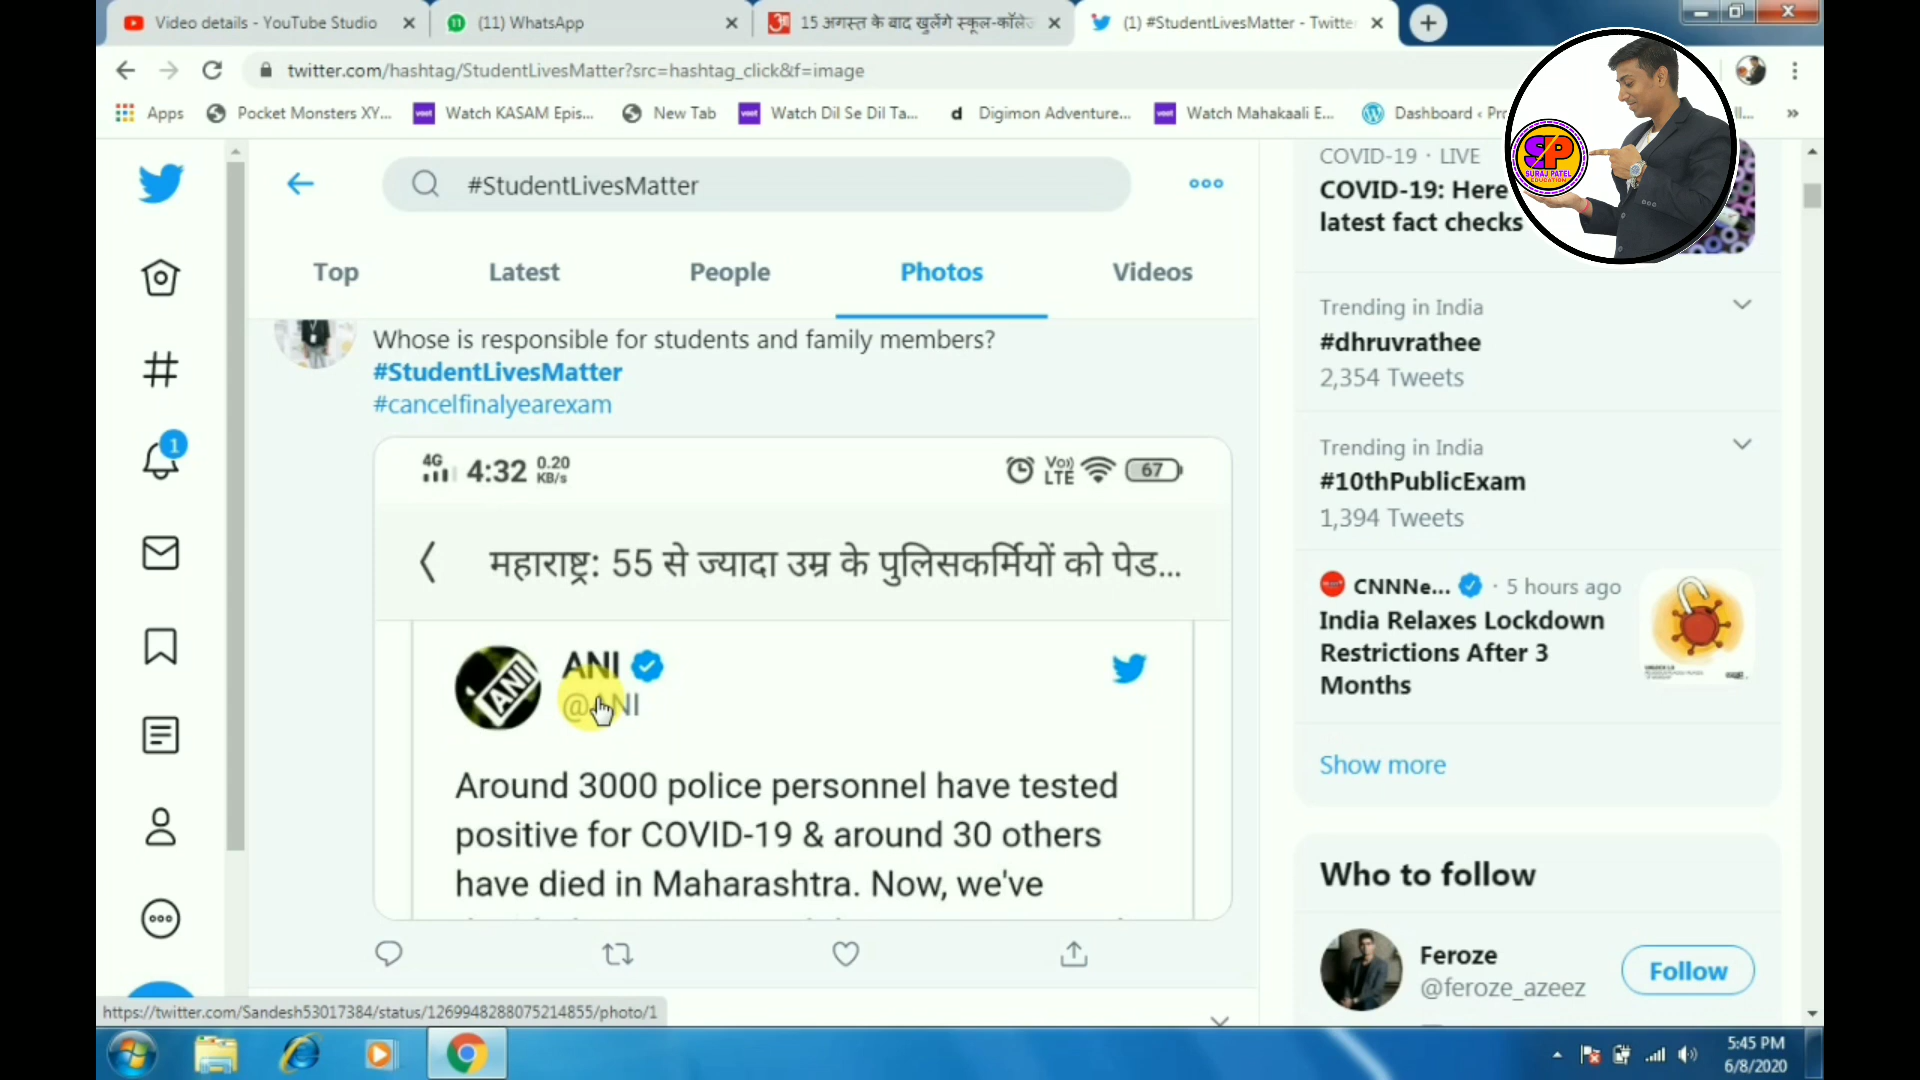 Video details - YouTube Studio
(11) WhatsApp
15 अगस्त के बाद खुलेंगे स्कूल-कॉलेज
(1) #StudentLivesMatter - Twitter
twitter.com/hashtag/StudentLivesMatter?src=hashtag_click&f=image
Apps
Pocket Monsters XY...
Watch KASAM Epis...
New Tab
Watch Dil Se Dil Ta...
Digimon Adventure...
Watch Mahakaali E...
Dashboard ‹ Pr
SP
SURAJ PATEL
EDUCATION
#StudentLivesMatter
Top
Latest
People
Photos
Videos
Whose is responsible for students and family members?
#StudentLivesMatter
#cancelfinalyearexam
4G 4:32 0.20 KB/s
Vo)) LTE 67
महाराष्ट्र: 55 से ज्यादा उम्र के पुलिसकर्मियों को पेड...
ANI
ANI
@ANI
Around 3000 police personnel have tested
positive for COVID-19 & around 30 others
have died in Maharashtra. Now, we've
1
COVID-19 · LIVE
COVID-19: Here
latest fact checks
Trending in India
#dhruvrathee
2,354 Tweets
Trending in India
#10thPublicExam
1,394 Tweets
CNNNe... · 5 hours ago
India Relaxes Lockdown
Restrictions After 3
Months
Show more
Who to follow
Feroze
@feroze_azeez
Follow
https://twitter.com/Sandesh53017384/status/1269948288075214855/photo/1
5:45 PM
6/8/2020